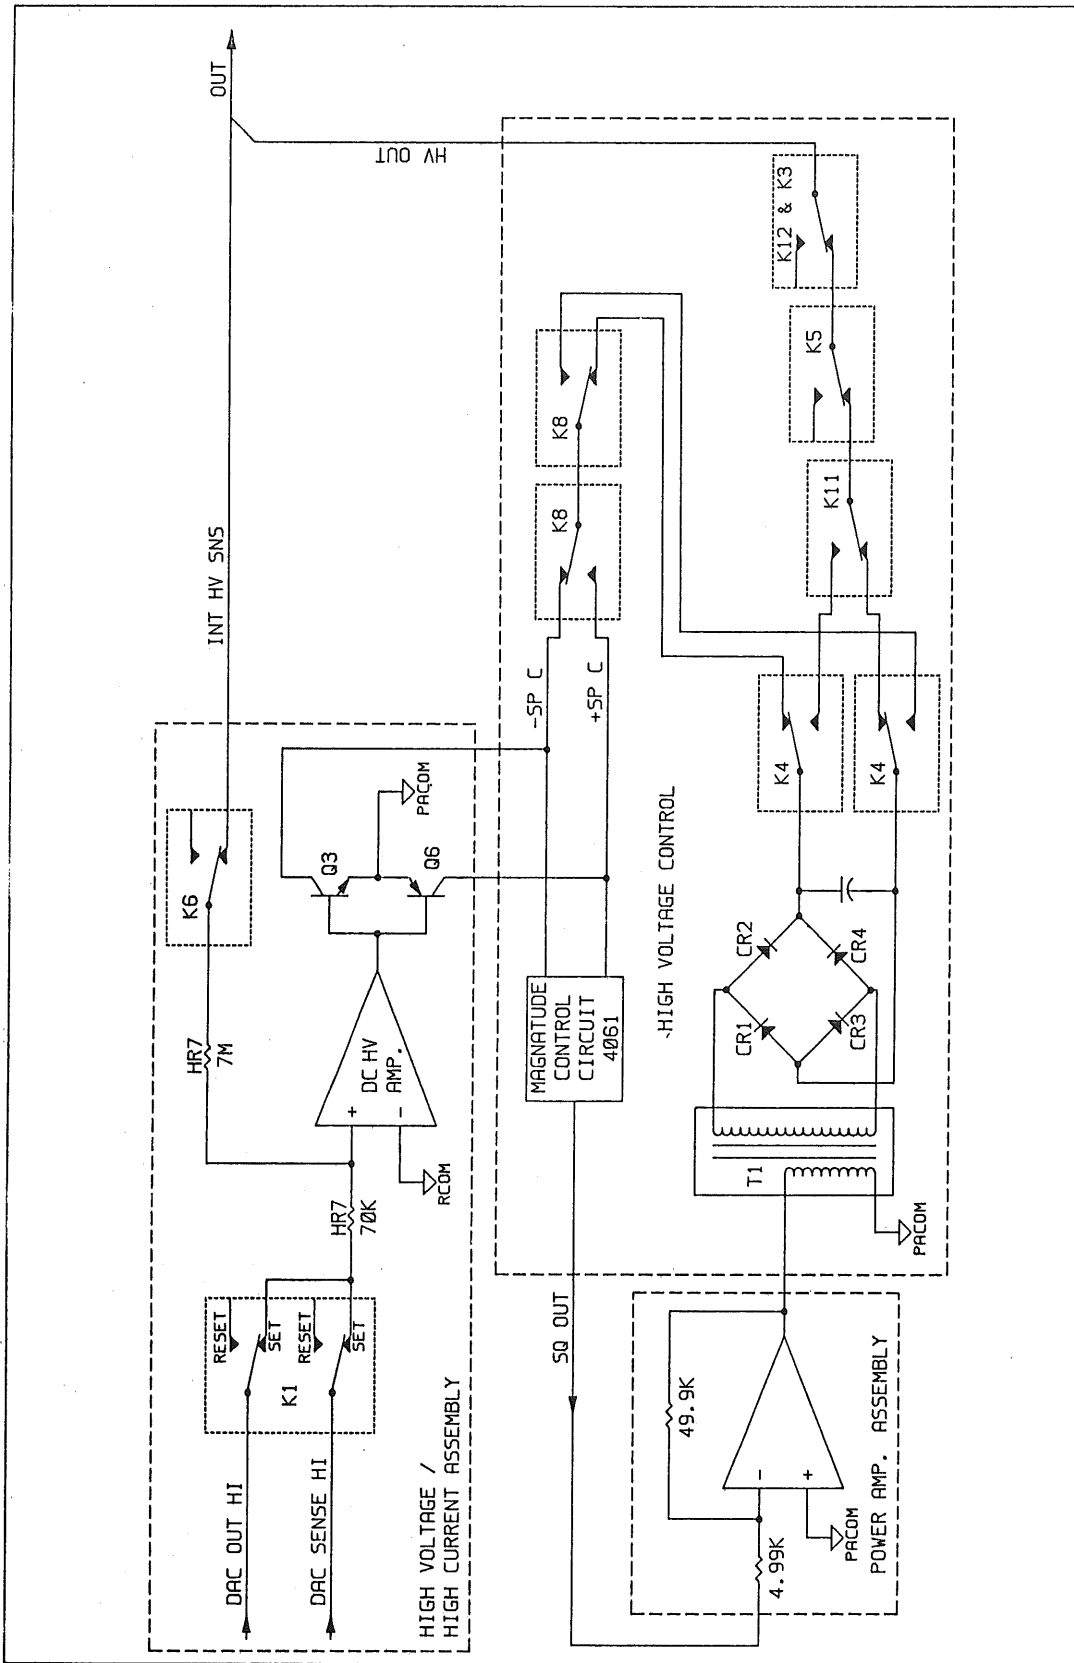 DAC OUT HI
DAC SENSE HI
RESET
SET
RESET
SET
K1
HR7
70K
HR7
7M
K6
INT HV SNS
OUT
DC HV
AMP.
+
-
RCOM
Q3
Q6
PACOM
HIGH VOLTAGE /
HIGH CURRENT ASSEMBLY
HV OUT
SQ OUT
MAGNATUDE
CONTROL
CIRCUIT
4061
-SP C
+SP C
K8
K8
HIGH VOLTAGE CONTROL
T1
PACOM
CR1
CR2
CR3
CR4
K4
K4
K11
K5
K12 & K3
4.99K
49.9K
-
+
PACOM
POWER AMP. ASSEMBLY